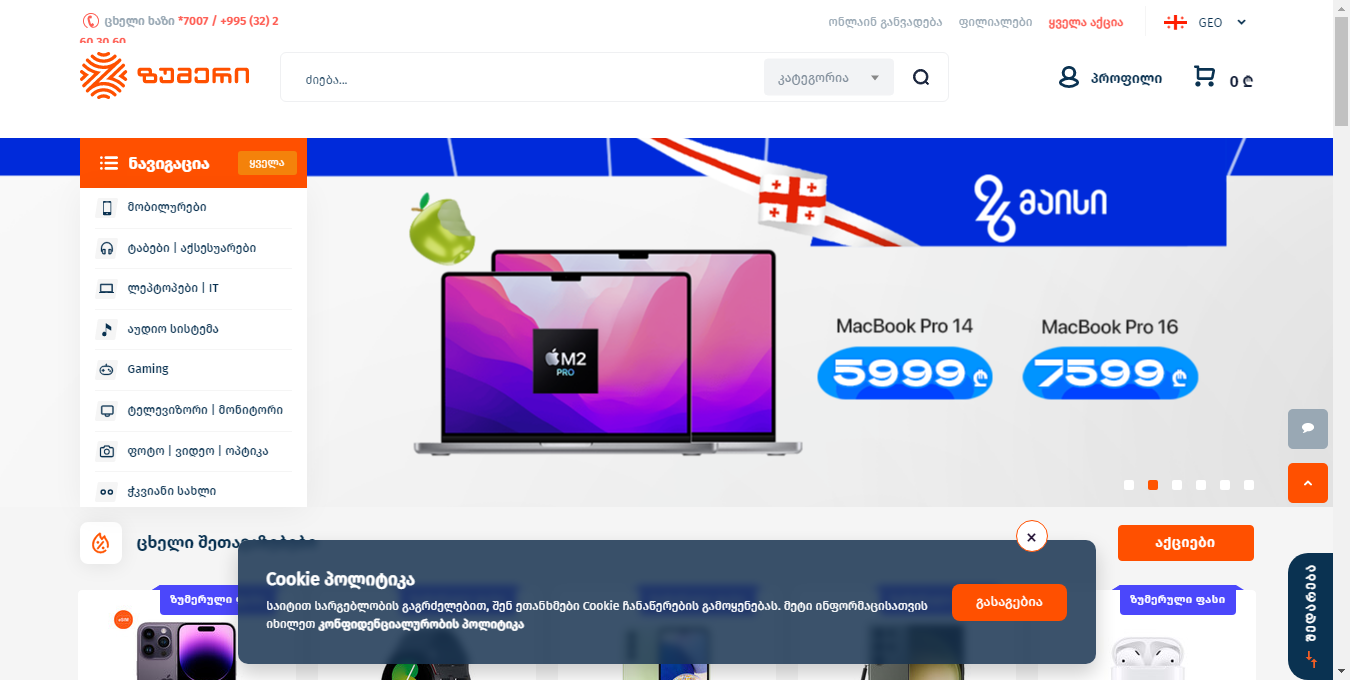 ცხელი ხაზი *7007 / +995 (32) 2
60 30 60
ონლაინ განვადება
ფილიალები
ყველა აქცია
GEO
ზუმერი
ძიება...
კატეგორია
პროფილი
0 ₾
ნავიგაცია
ყველა
მობილურები
ტაბები | აქსესუარები
ლეპტოპები | IT
აუდიო სისტემა
Gaming
ტელევიზორი | მონიტორი
ფოტო | ვიდეო | ოპტიკა
ჭკვიანი სახლი
26 მაისი
M2
PRO
MacBook Pro 14
5999 ₾
MacBook Pro 16
7599 ₾
ცხელი შეთავაზებები
აქციები
Cookie პოლიტიკა
საიტით სარგებლობის გაგრძელებით, შენ ეთანხმები Cookie ჩანაწერების გამოყენებას. მეტი ინფორმაცისათვის
იხილეთ კონფიდენციალურობის პოლიტიკა
გასაგებია
ზუმერული
ზუმერული ფასი
შედარება